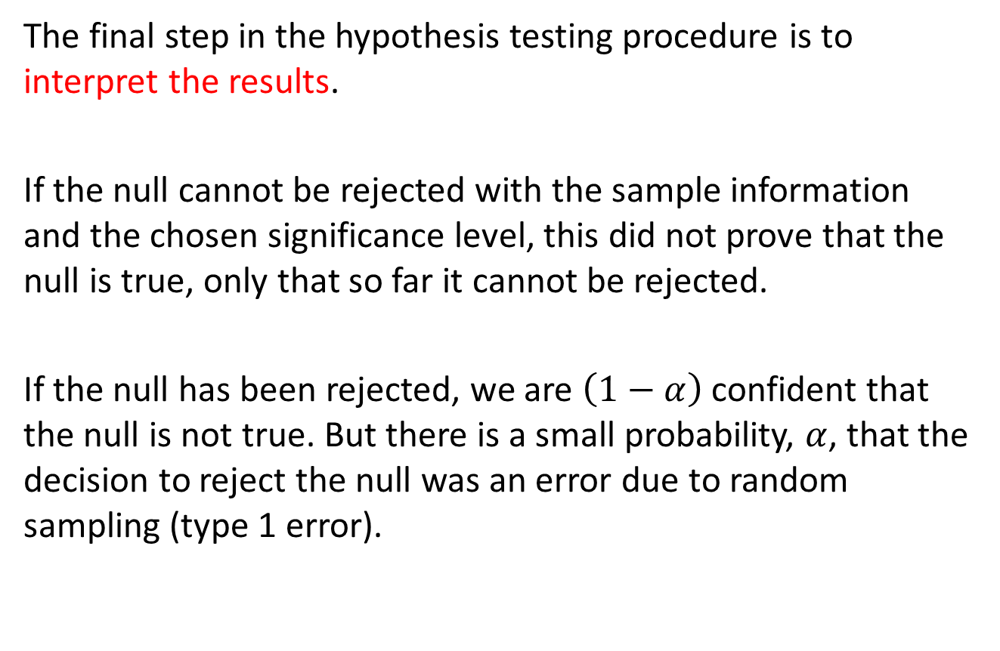 The final step in the hypothesis testing procedure is to
interpret the results.
If the null cannot be rejected with the sample information
and the chosen significance level, this did not prove that the
null is true, only that so far it cannot be rejected.
If the null has been rejected, we are (1 − α) confident that
the null is not true. But there is a small probability, α, that the
decision to reject the null was an error due to random
sampling (type 1 error).